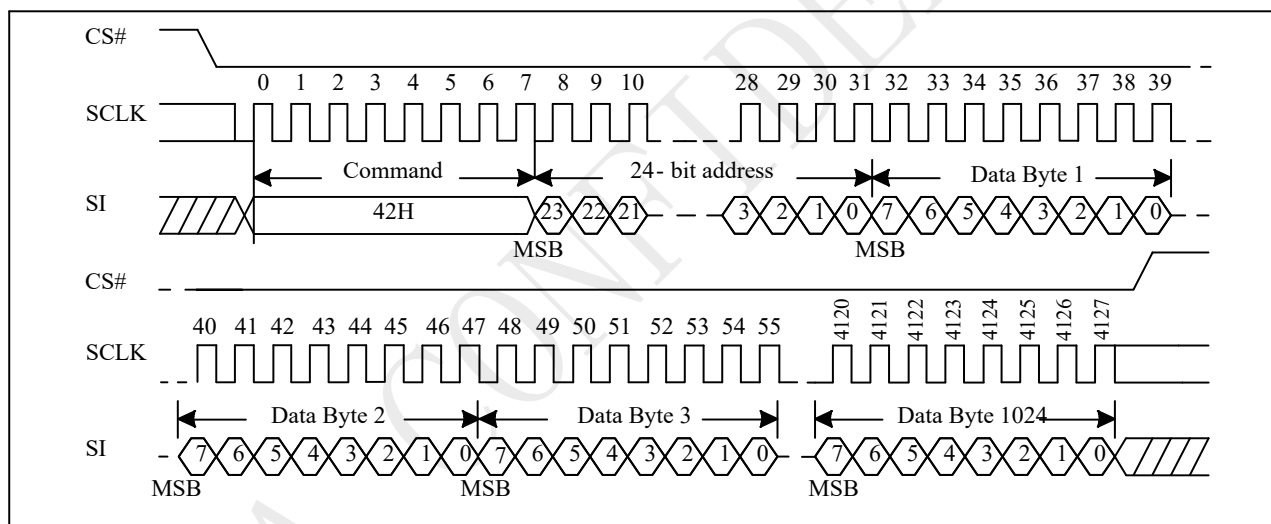 CS#
0 1 2 3 4 5 6 7 8 9 10 28 29 30 31 32 33 34 35 36 37 38 39
SCLK
Command 24- bit address Data Byte 1
SI 42H 23 22 21 3 2 1 0 7 6 5 4 3 2 1 0
MSB MSB
CS#
40 41 42 43 44 45 46 47 48 49 50 51 52 53 54 55 4120 4121 4122 4123 4124 4125 4126 4127
SCLK
Data Byte 2 Data Byte 3 Data Byte 1024
SI 7 6 5 4 3 2 1 0 7 6 5 4 3 2 1 0 7 6 5 4 3 2 1 0
MSB MSB MSB